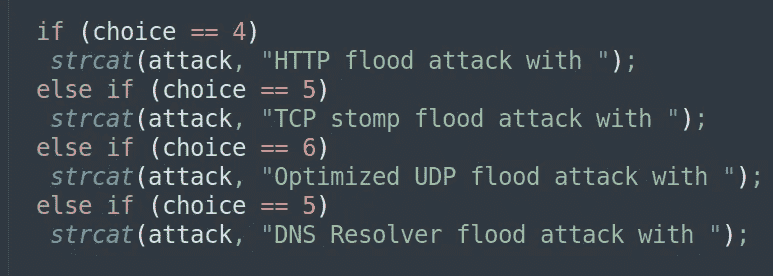 if (choice == 4)
strcat(attack, "HTTP flood attack with ");
else if (choice == 5)
strcat(attack, "TCP stomp flood attack with ");
else if (choice == 6)
strcat(attack, "Optimized UDP flood attack with ");
else if (choice == 5)
strcat(attack, "DNS Resolver flood attack with ");